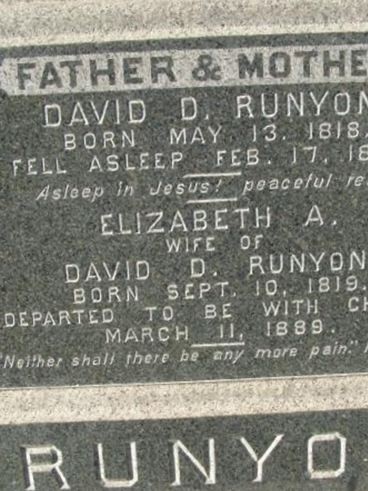 FATHER & MOTHE
DAVID D. RUNYON
BORN MAY 13, 1818.
FELL ASLEEP FEB. 17, 18
Asleep in Jesus! peaceful re
ELIZABETH A.
WIFE OF
DAVID D. RUNYON
BORN SEPT. 10, 1819.
DEPARTED TO BE WITH CH
MARCH 11, 1889.
"Neither shall there be any more pain."
RUNYO